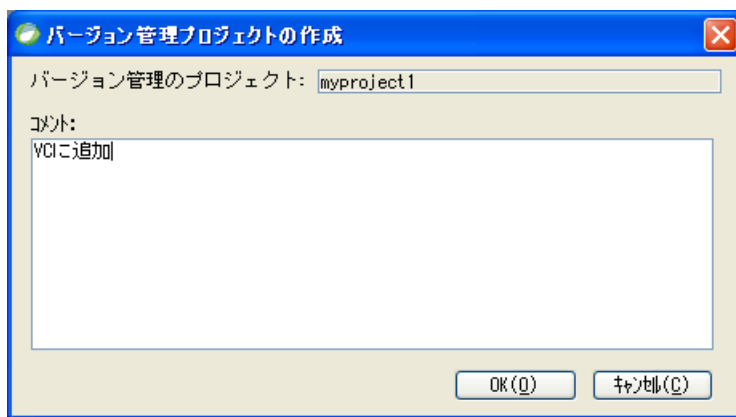 バージョン管理プロジェクトの作成
バージョン管理のプロジェクト: myproject1
コメント:
VCに追加
OK(O) キャンセル(C)